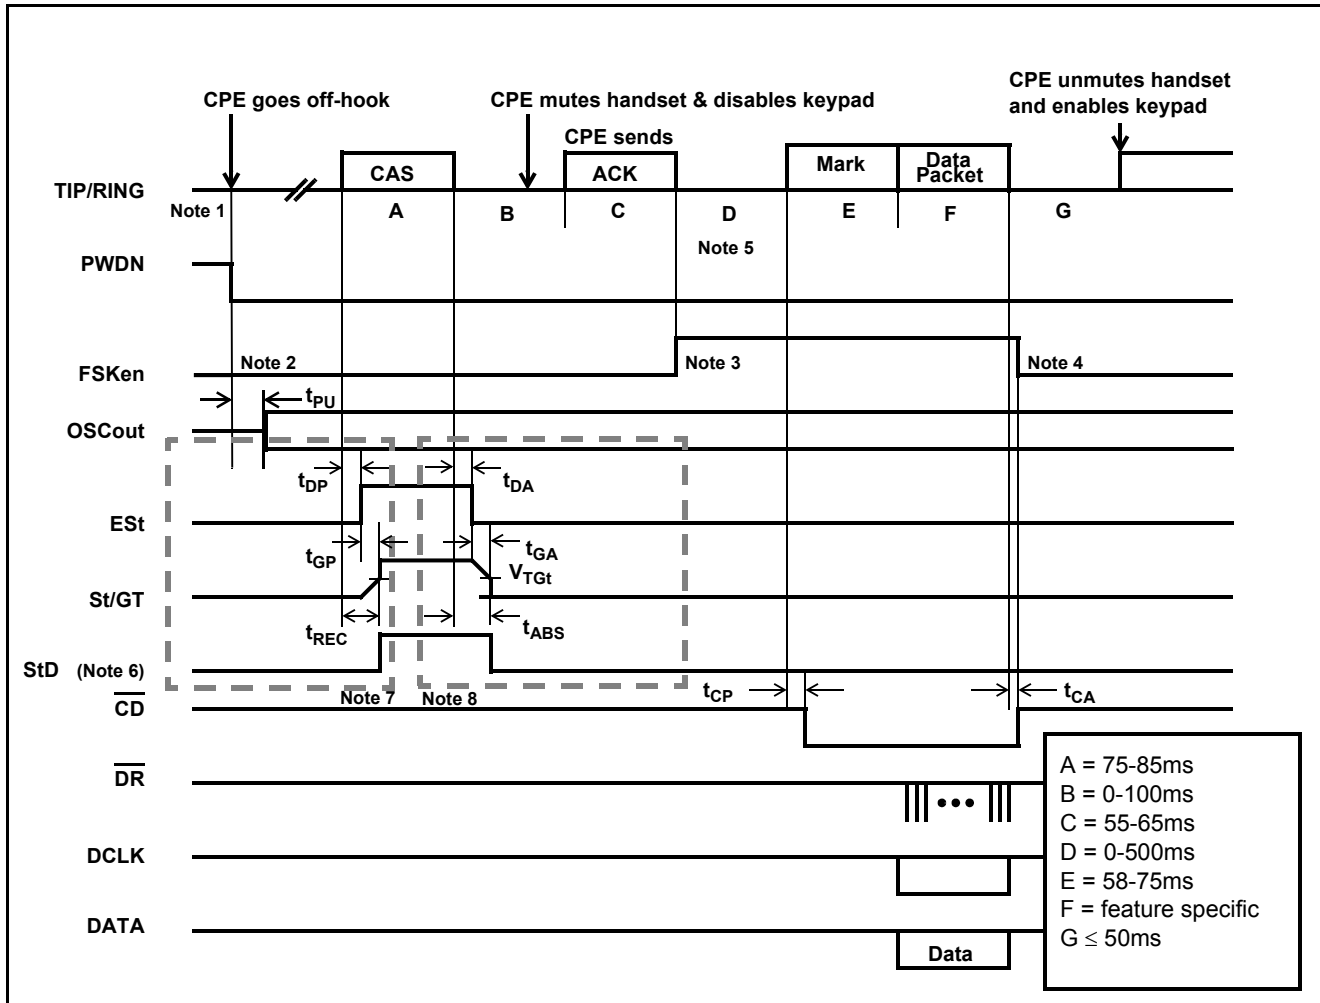 CPE goes off-hook
CPE mutes handset & disables keypad
CPE unmutes handset
and enables keypad
CPE sends
TIP/RING
CAS
ACK
Mark
Data
Packet
Note 1
A
B
C
D
E
F
G
Note 5
PWDN
FSKen
Note 2
Note 3
Note 4
tPU
OSCout
tDP
tDA
ESt
tGP
tGA
VTGt
St/GT
tREC
tABS
StD (Note 6)
Note 7
Note 8
tCP
tCA
CD
DR
DCLK
DATA
Data
A = 75-85ms
B = 0-100ms
C = 55-65ms
D = 0-500ms
E = 58-75ms
F = feature specific
G ≤ 50ms